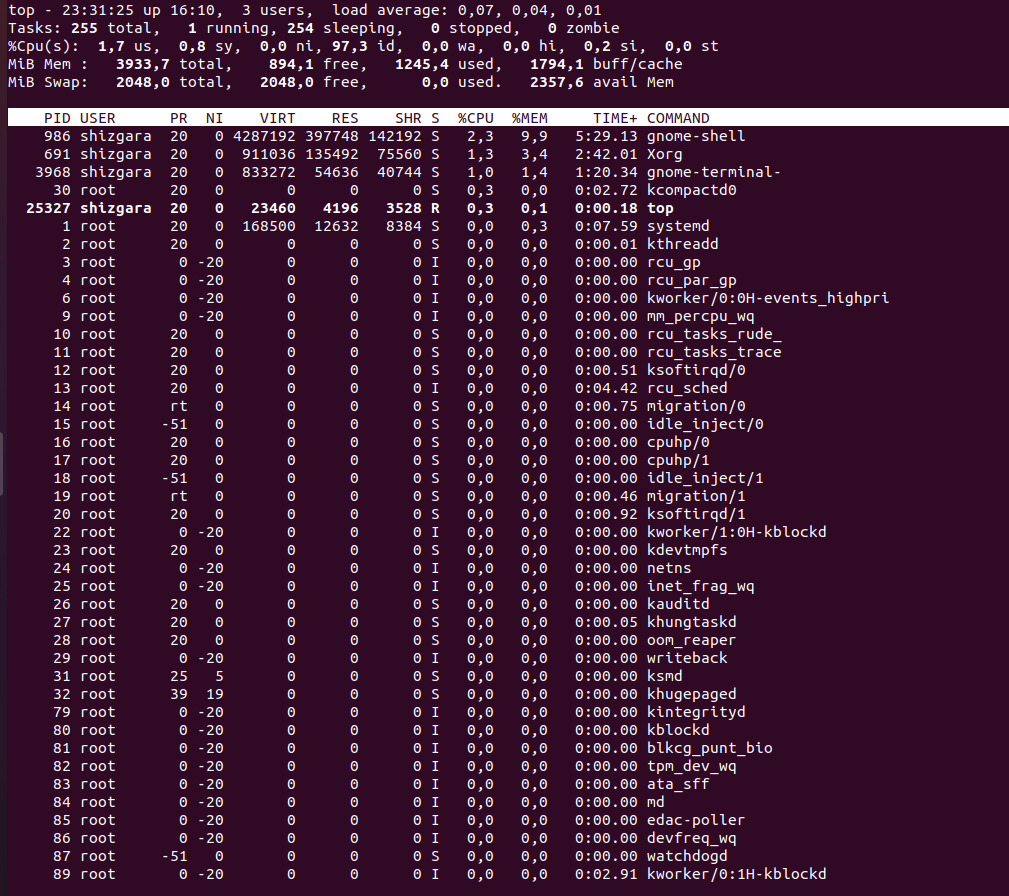 top - 23:31:25 up 16:10,  3 users,  load average: 0,07, 0,04, 0,01
Tasks: 255 total,   1 running, 254 sleeping,   0 stopped,   0 zombie
%Cpu(s):  1,7 us,  0,8 sy,  0,0 ni, 97,3 id,  0,0 wa,  0,0 hi,  0,2 si,  0,0 st
MiB Mem :   3933,7 total,    894,1 free,   1245,4 used,   1794,1 buff/cache
MiB Swap:   2048,0 total,   2048,0 free,      0,0 used.   2357,6 avail Mem
PID USER      PR  NI    VIRT    RES    SHR S  %CPU  %MEM     TIME+ COMMAND
986 shizgara  20   0 4287192 397748 142192 S   2,3   9,9   5:29.13 gnome-shell
691 shizgara  20   0  911036 135492  75560 S   1,3   3,4   2:42.01 Xorg
3968 shizgara  20   0  833272  54636  40744 S   1,0   1,4   1:20.34 gnome-terminal-
30 root      20   0       0      0      0 S   0,3   0,0   0:02.72 kcompactd0
25327 shizgara  20   0   23460   4196   3528 R   0,3   0,1   0:00.18 top
1 root      20   0  168500  12632   8384 S   0,0   0,3   0:07.59 systemd
2 root      20   0       0      0      0 S   0,0   0,0   0:00.01 kthreadd
3 root       0 -20       0      0      0 I   0,0   0,0   0:00.00 rcu_gp
4 root       0 -20       0      0      0 I   0,0   0,0   0:00.00 rcu_par_gp
6 root       0 -20       0      0      0 I   0,0   0,0   0:00.00 kworker/0:0H-events_highpri
9 root       0 -20       0      0      0 I   0,0   0,0   0:00.00 mm_percpu_wq
10 root      20   0       0      0      0 S   0,0   0,0   0:00.00 rcu_tasks_rude_
11 root      20   0       0      0      0 S   0,0   0,0   0:00.00 rcu_tasks_trace
12 root      20   0       0      0      0 S   0,0   0,0   0:00.51 ksoftirqd/0
13 root      20   0       0      0      0 I   0,0   0,0   0:04.42 rcu_sched
14 root      rt   0       0      0      0 S   0,0   0,0   0:00.75 migration/0
15 root     -51   0       0      0      0 S   0,0   0,0   0:00.00 idle_inject/0
16 root      20   0       0      0      0 S   0,0   0,0   0:00.00 cpuhp/0
17 root      20   0       0      0      0 S   0,0   0,0   0:00.00 cpuhp/1
18 root     -51   0       0      0      0 S   0,0   0,0   0:00.00 idle_inject/1
19 root      rt   0       0      0      0 S   0,0   0,0   0:00.46 migration/1
20 root      20   0       0      0      0 S   0,0   0,0   0:00.92 ksoftirqd/1
22 root       0 -20       0      0      0 I   0,0   0,0   0:00.00 kworker/1:0H-kblockd
23 root      20   0       0      0      0 S   0,0   0,0   0:00.00 kdevtmpfs
24 root       0 -20       0      0      0 I   0,0   0,0   0:00.00 netns
25 root       0 -20       0      0      0 I   0,0   0,0   0:00.00 inet_frag_wq
26 root      20   0       0      0      0 S   0,0   0,0   0:00.00 kauditd
27 root      20   0       0      0      0 S   0,0   0,0   0:00.05 khungtaskd
28 root      20   0       0      0      0 S   0,0   0,0   0:00.00 oom_reaper
29 root       0 -20       0      0      0 I   0,0   0,0   0:00.00 writeback
31 root      25   5       0      0      0 S   0,0   0,0   0:00.00 ksmd
32 root      39  19       0      0      0 S   0,0   0,0   0:00.00 khugepaged
79 root       0 -20       0      0      0 I   0,0   0,0   0:00.00 kintegrityd
80 root       0 -20       0      0      0 I   0,0   0,0   0:00.00 kblockd
81 root       0 -20       0      0      0 I   0,0   0,0   0:00.00 blkcg_punt_bio
82 root       0 -20       0      0      0 I   0,0   0,0   0:00.00 tpm_dev_wq
83 root       0 -20       0      0      0 I   0,0   0,0   0:00.00 ata_sff
84 root       0 -20       0      0      0 I   0,0   0,0   0:00.00 md
85 root       0 -20       0      0      0 I   0,0   0,0   0:00.00 edac-poller
86 root       0 -20       0      0      0 I   0,0   0,0   0:00.00 devfreq_wq
87 root     -51   0       0      0      0 S   0,0   0,0   0:00.00 watchdogd
89 root       0 -20       0      0      0 I   0,0   0,0   0:02.91 kworker/0:1H-kblockd